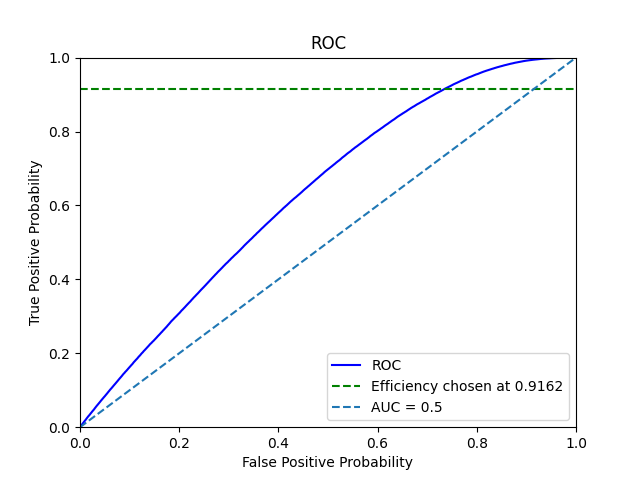 ROC
1.0
0.8
0.6
0.4
0.2
0.0
True Positive Probability
0.0 0.2 0.4 0.6 0.8 1.0
False Positive Probability
ROC
Efficiency chosen at 0.9162
AUC = 0.5